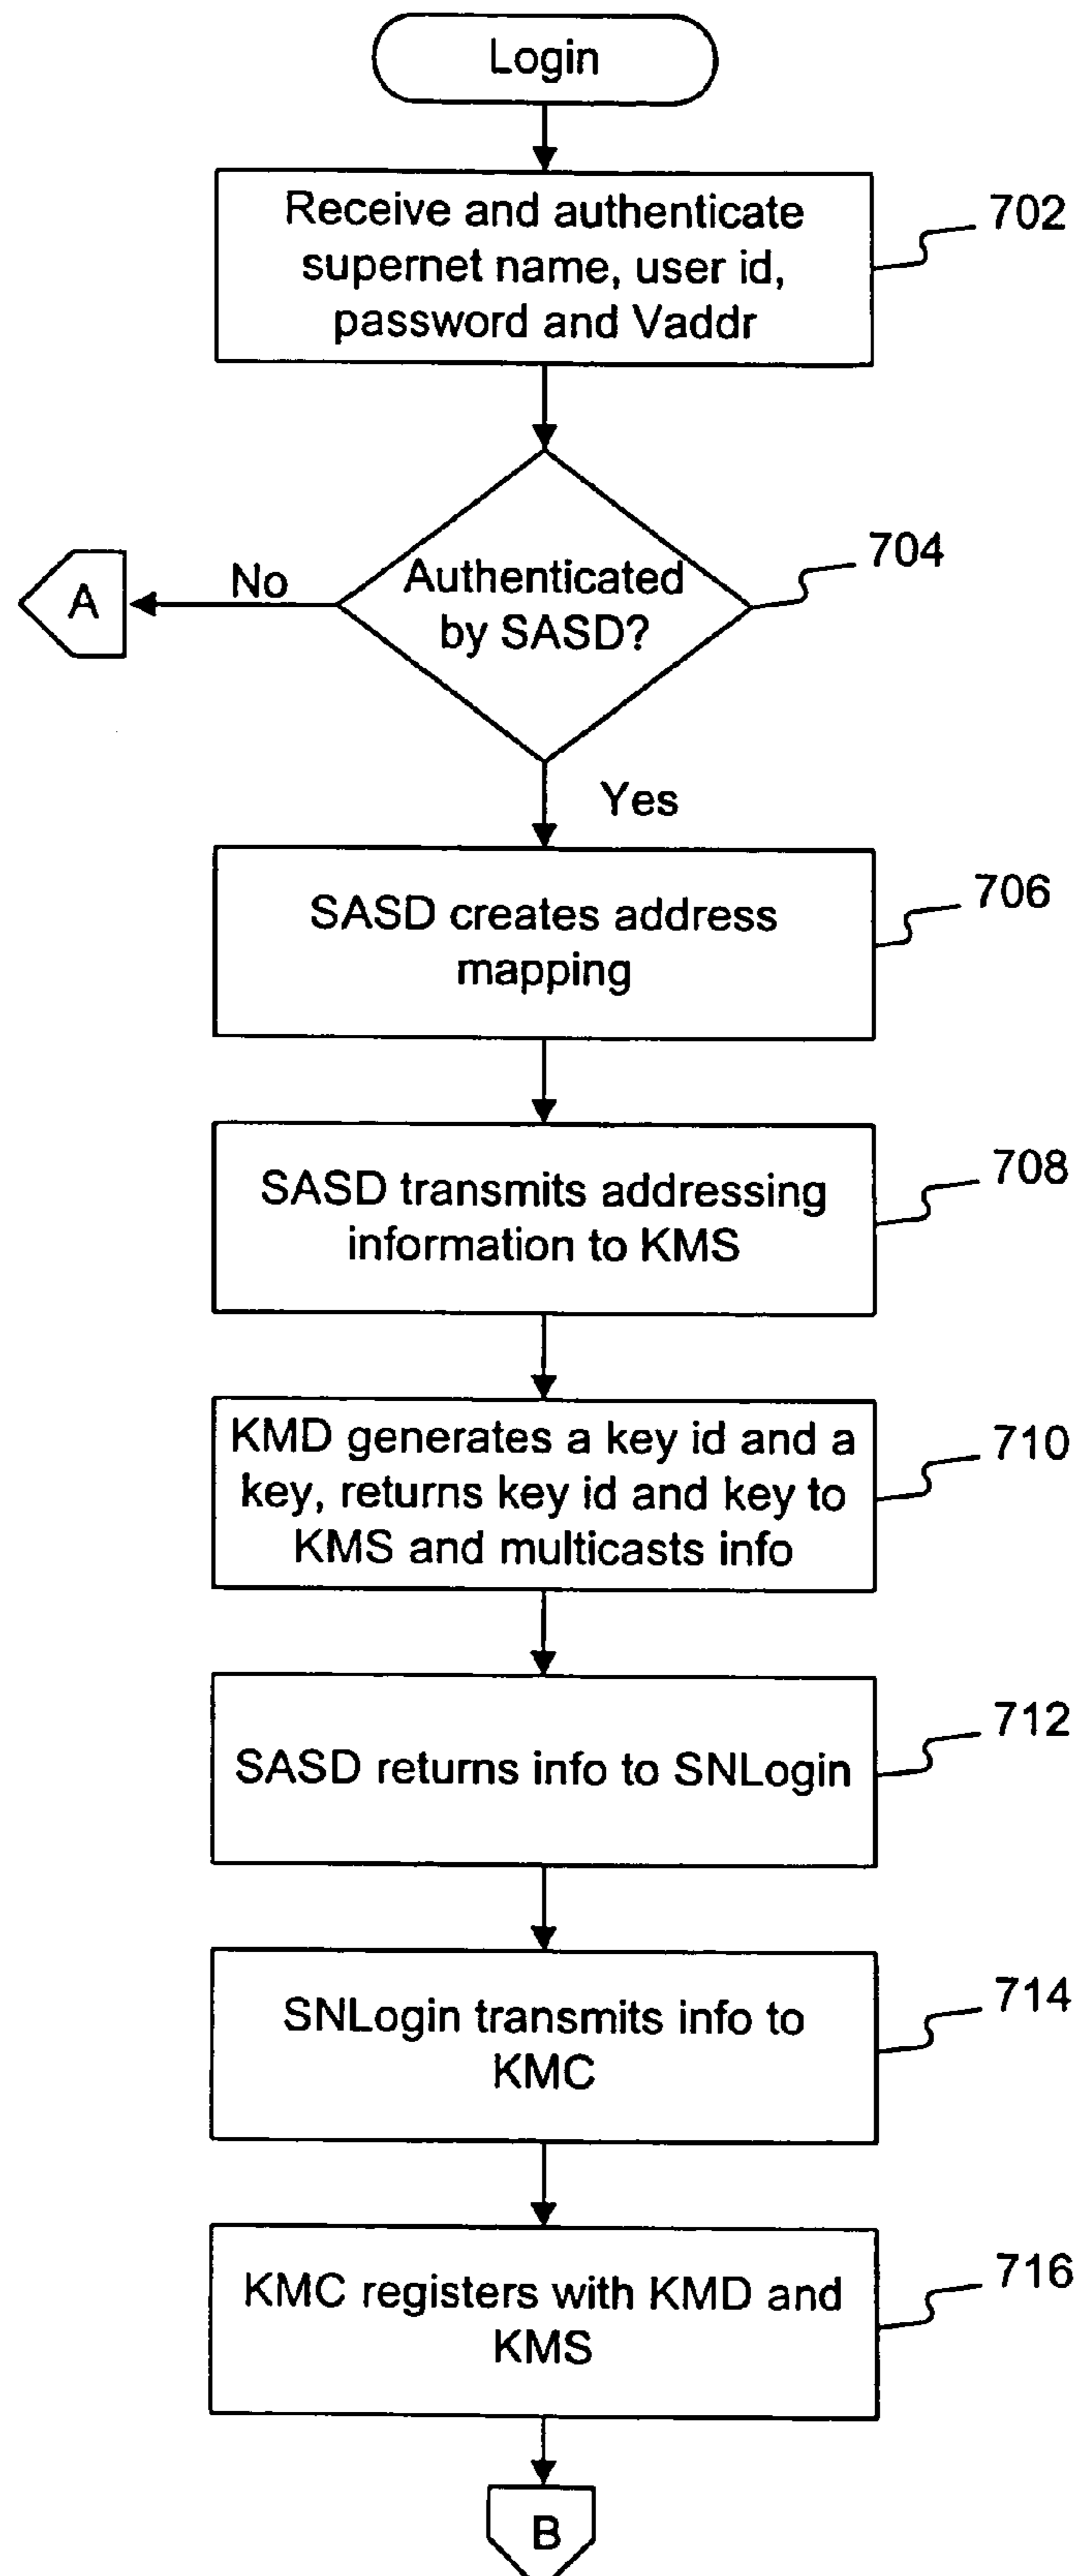 Login
Receive and authenticate
supernet name, user id,
password and Vaddr
702
Authenticated
by SASD?
704
No
A
Yes
SASD creates address
mapping
706
SASD transmits addressing
information to KMS
708
KMD generates a key id and a
key, returns key id and key to
KMS and multicasts info
710
SASD returns info to SNLogin
712
SNLogin transmits info to
KMC
714
KMC registers with KMD and
KMS
716
B